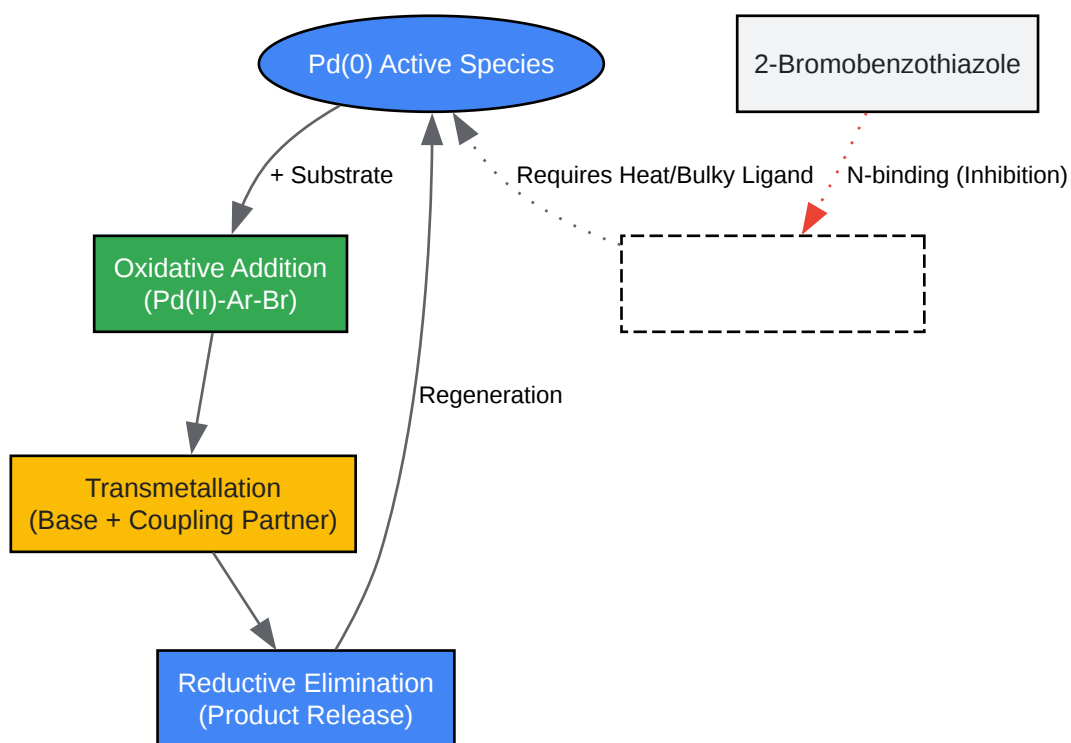 Pd(0) Active Species
2-Bromobenzothiazole
+ Substrate
Requires Heat/Bulky Ligand
N-binding (Inhibition)
Oxidative Addition
(Pd(II)-Ar-Br)
Regeneration
Transmetallation
(Base + Coupling Partner)
Reductive Elimination
(Product Release)